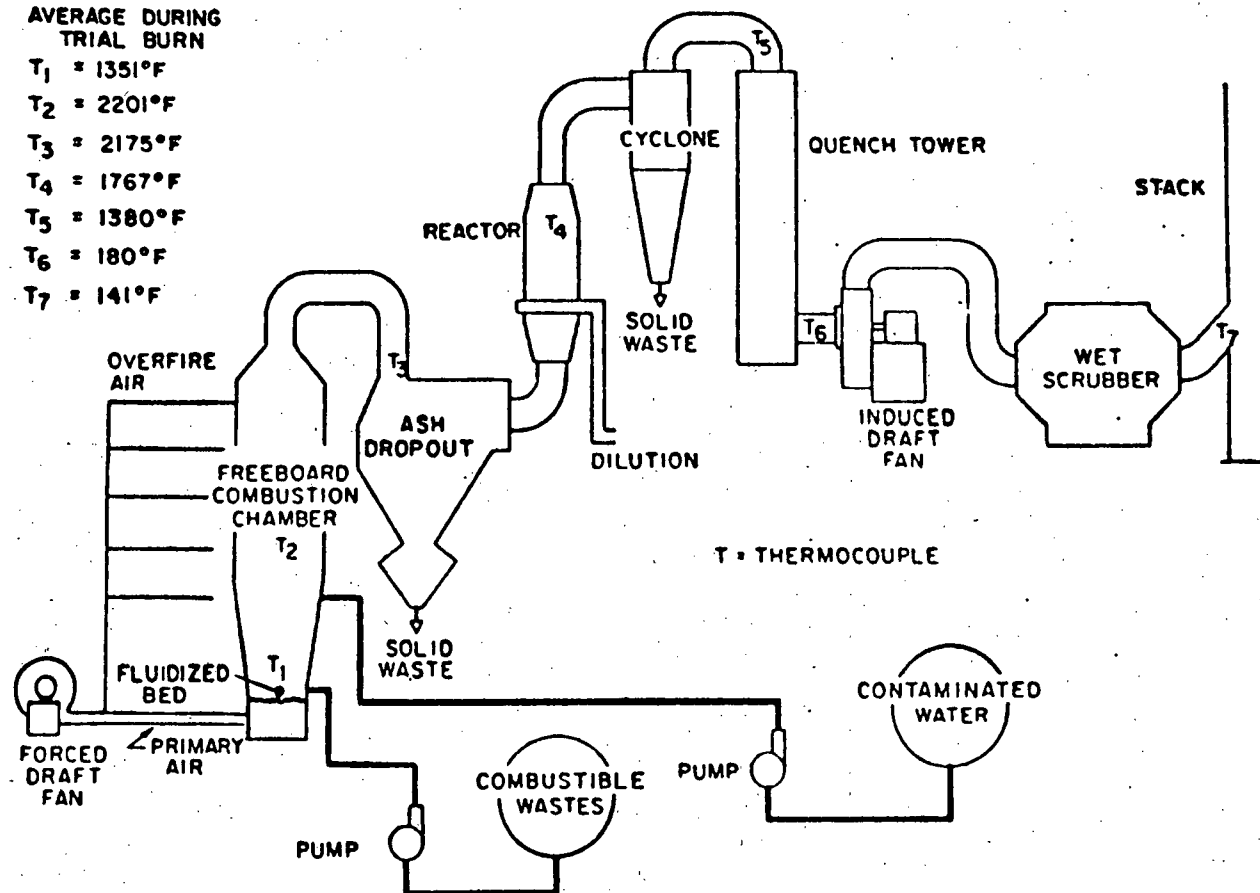 AVERAGE DURING
TRIAL BURN
T1 = 1351°F
T2 = 2201°F
T3 = 2175°F
T4 = 1767°F
T5 = 1380°F
T6 = 180°F
T7 = 141°F
T5
CYCLONE
QUENCH TOWER
STACK
REACTOR
T4
SOLID
WASTE
T6
T7
WET
SCRUBBER
INDUCED
DRAFT
FAN
OVERFIRE
AIR
T3
ASH
DROPOUT
DILUTION
FREEBOARD
COMBUSTION
CHAMBER
T2
T = THERMOCOUPLE
SOLID
WASTE
T1
FLUIDIZED
BED
CONTAMINATED
WATER
FORCED
DRAFT
FAN
PRIMARY
AIR
PUMP
COMBUSTIBLE
WASTES
PUMP